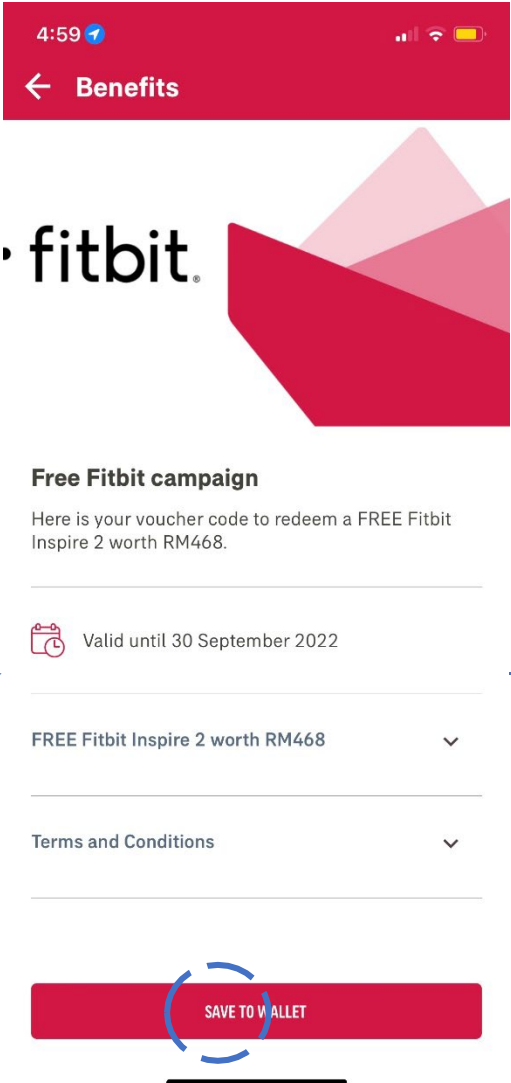 4:59
Benefits
fitbit®
Free Fitbit campaign
Here is your voucher code to redeem a FREE Fitbit
Inspire 2 worth RM468.
Valid until 30 September 2022
FREE Fitbit Inspire 2 worth RM468
Terms and Conditions
SAVE TO WALLET